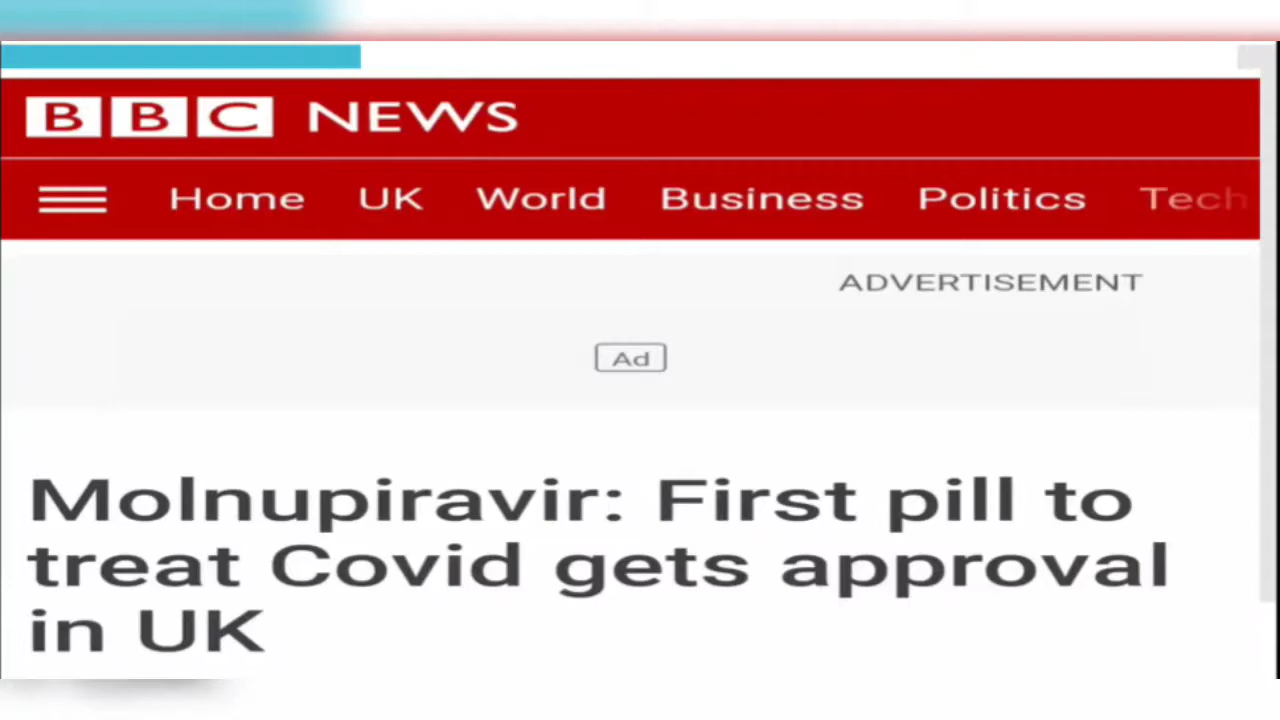 BBC NEWS
Home UK World Business Politics Tech
ADVERTISEMENT
Ad
Molnupiravir: First pill to
treat Covid gets approval
in UK